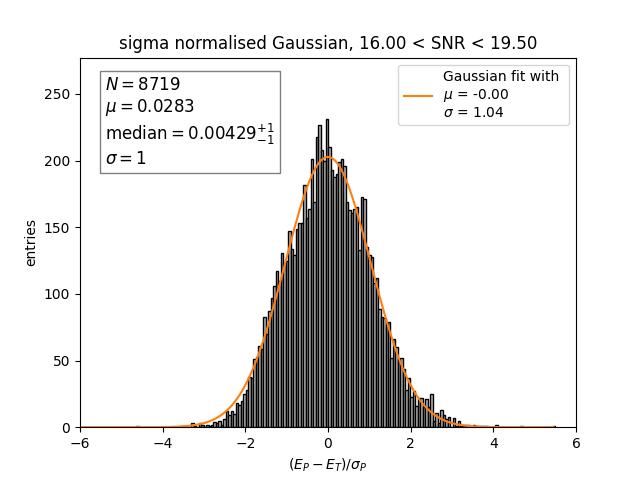 sigma normalised Gaussian, 16.00 < SNR < 19.50
N = 8719
μ = 0.0283
median = 0.00429 +1 −1
σ = 1
Gaussian fit with
μ = -0.00
σ = 1.04
entries
250
200
150
100
50
0
−6 −4 −2 0 2 4 6
(E_P − E_T)/σ_P